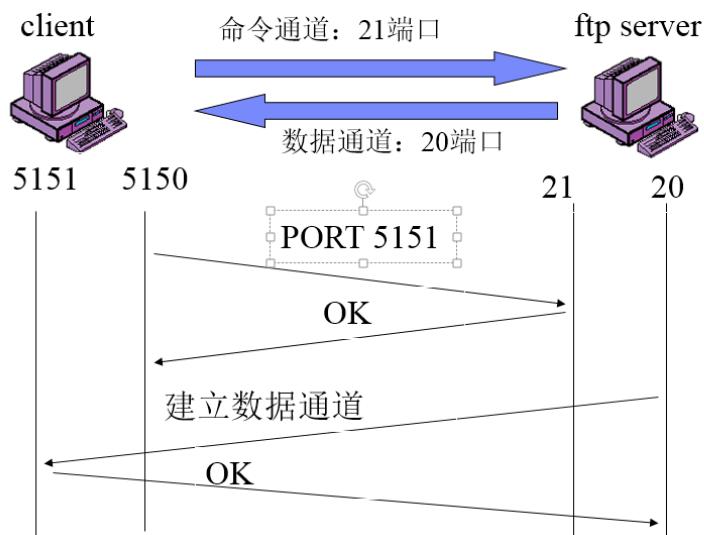 client
命令通道：21端口
ftp server
数据通道：20端口
5151
5150
21
20
PORT 5151
OK
建立数据通道
OK